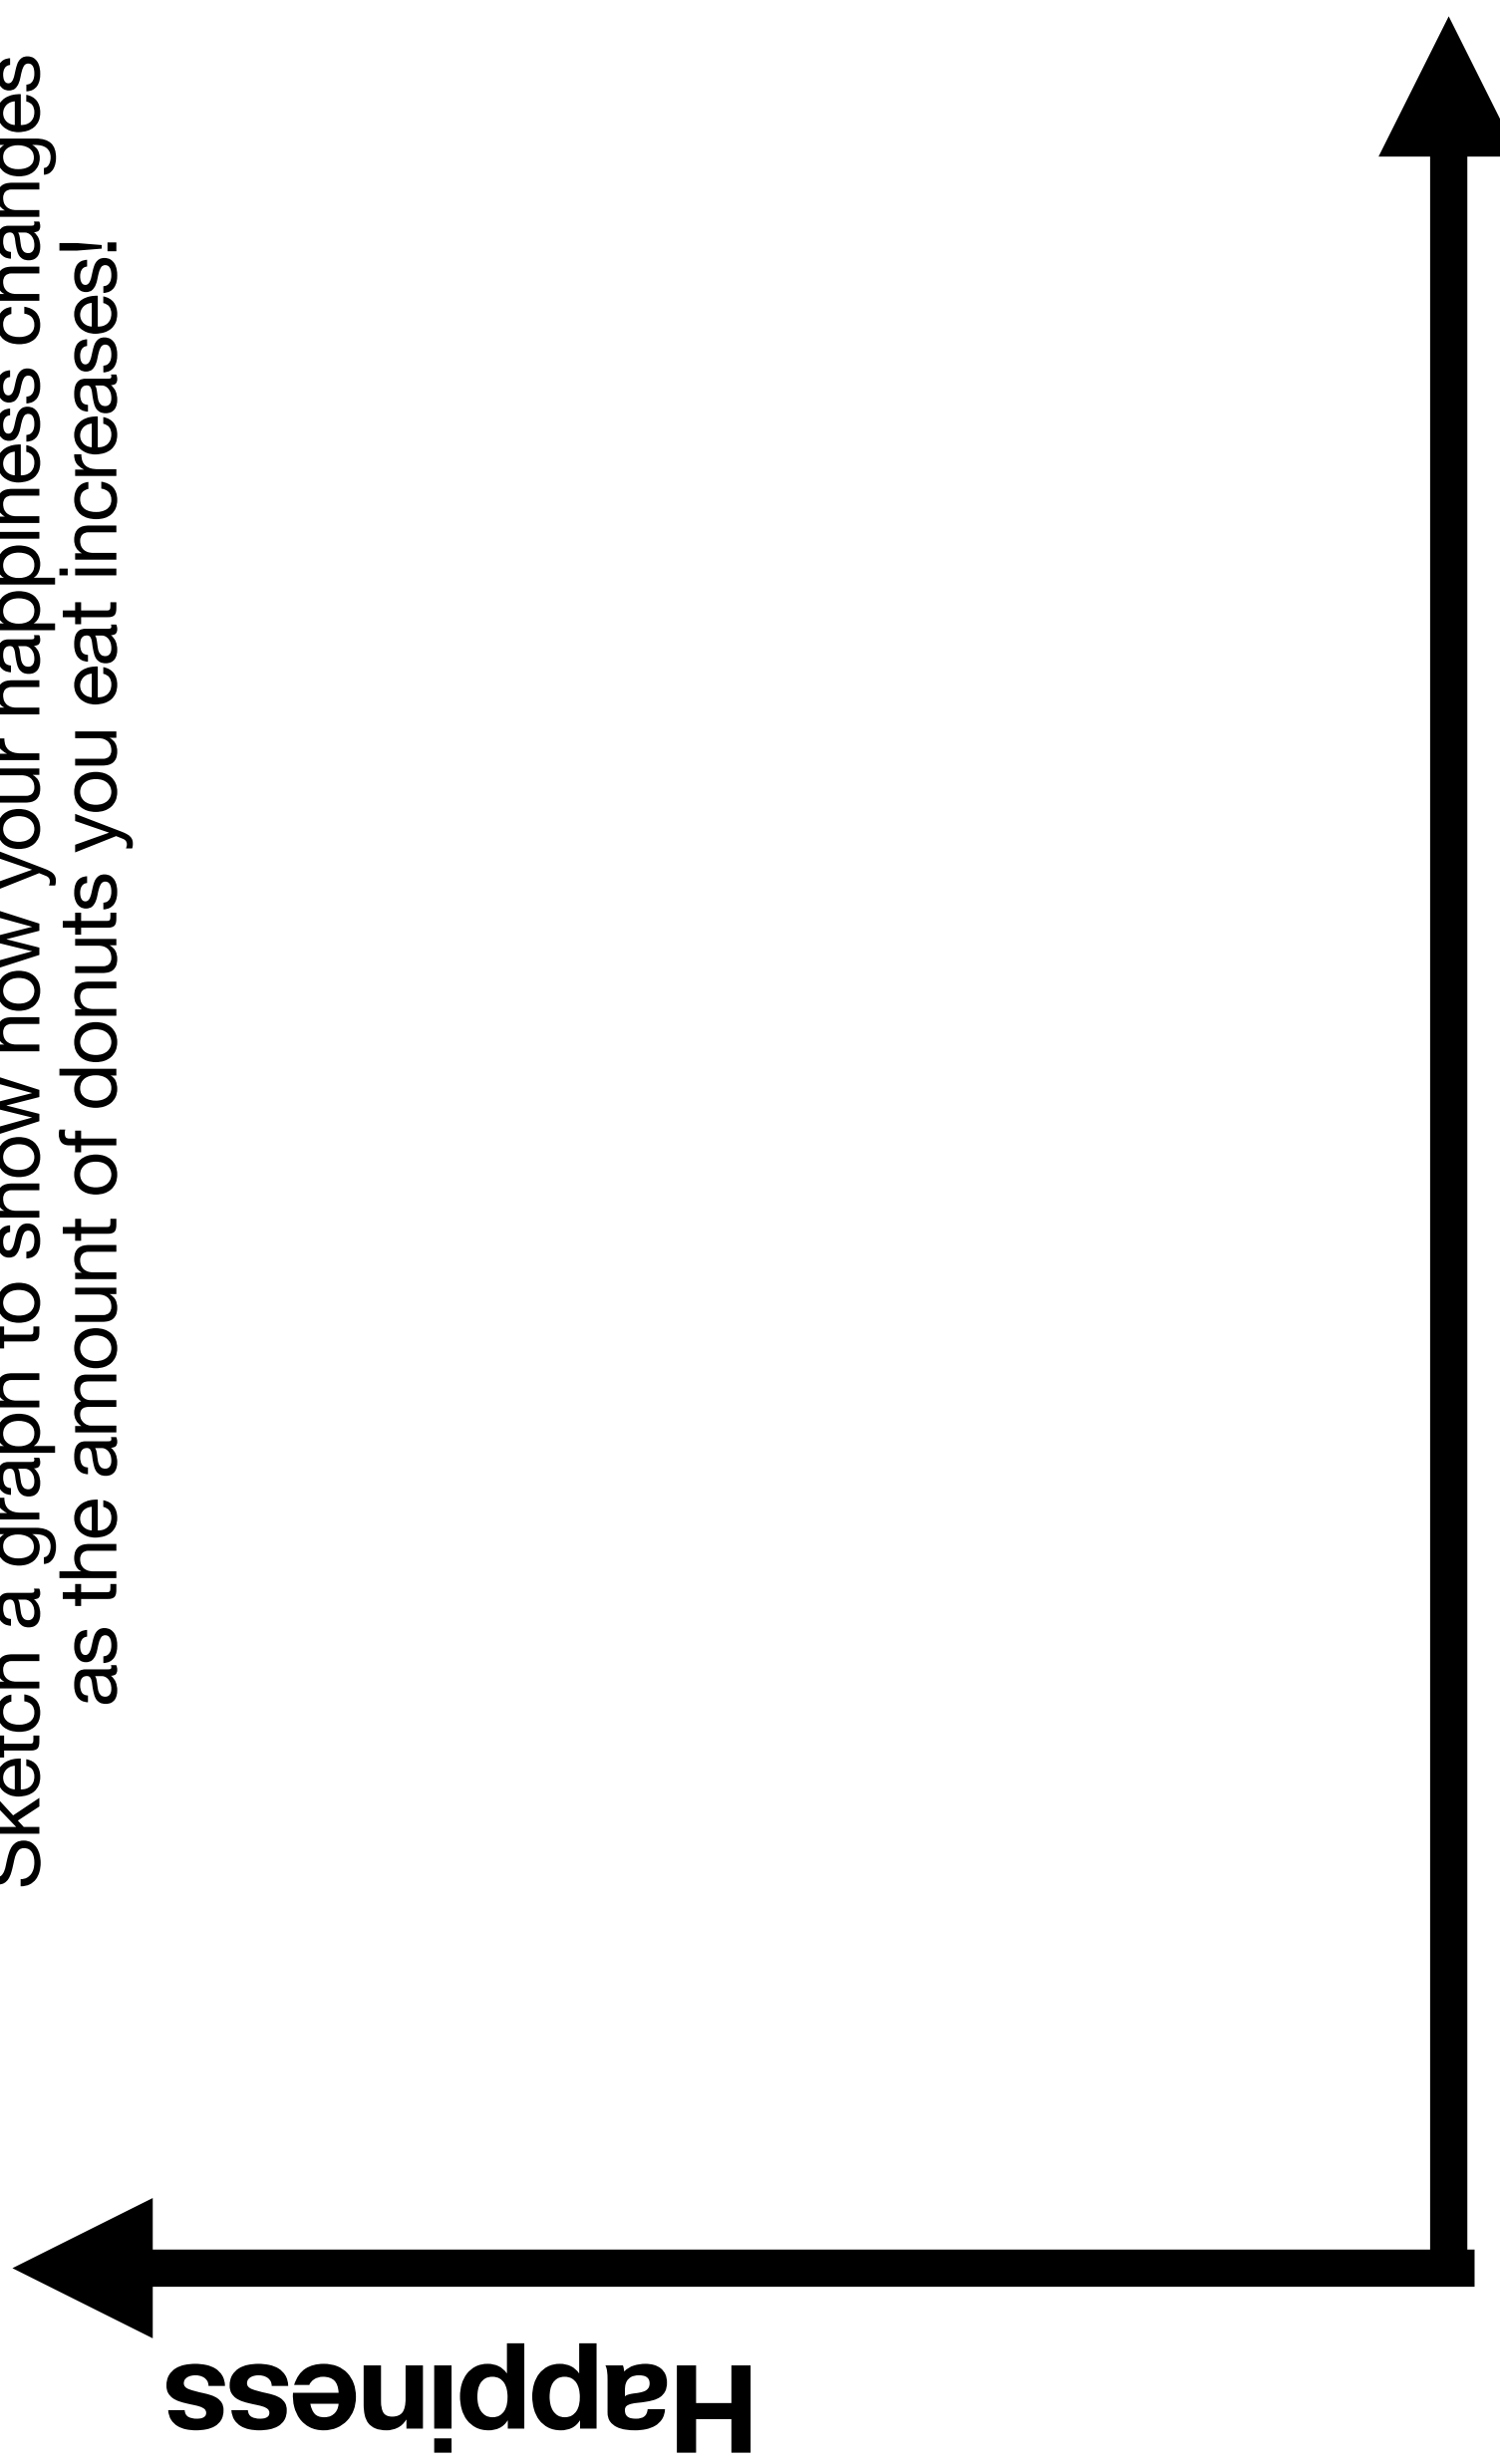 Sketch a graph to show how your happiness changes
as the amount of donuts you eat increases!
Happiness